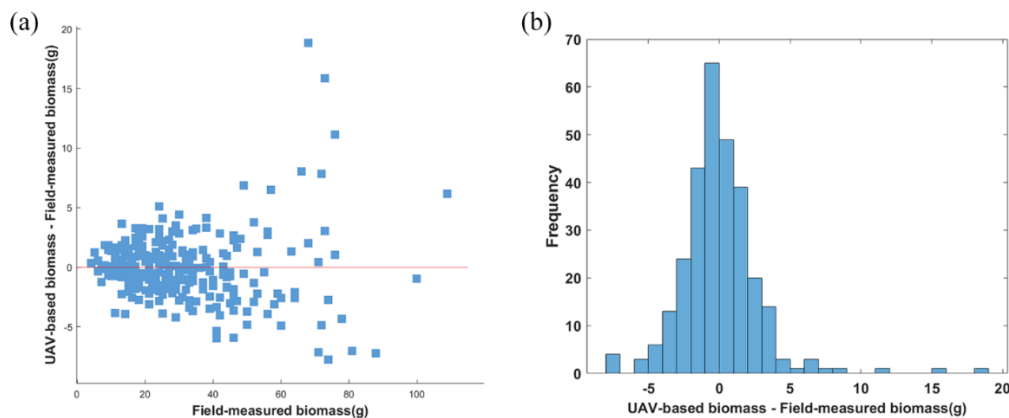 (a)
UAV-based biomass - Field-measured biomass(g)
20
15
10
5
0
-5
0 20 40 60 80 100
Field-measured biomass(g)
(b)
Frequency
70
60
50
40
30
20
10
0
-5 0 5 10 15 20
UAV-based biomass - Field-measured biomass(g)